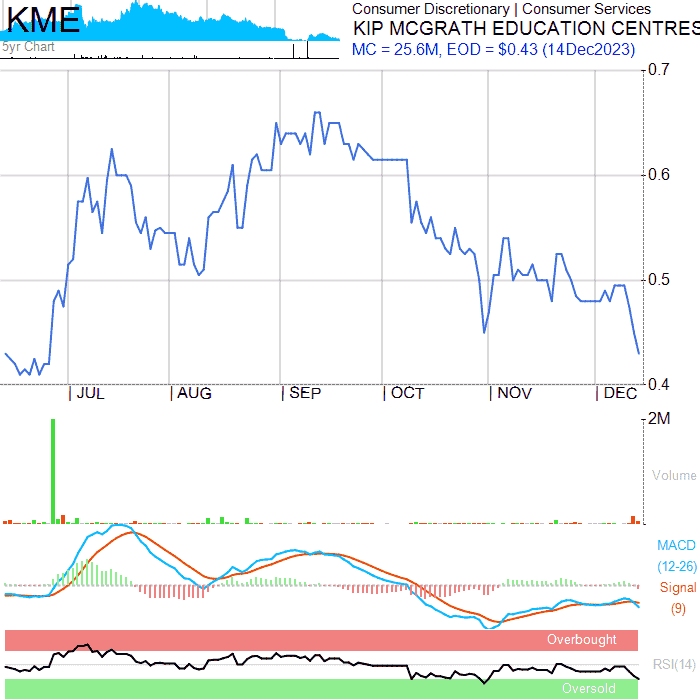 KME
5yr Chart
Consumer Discretionary | Consumer Services
KIP MCGRATH EDUCATION CENTRES
MC = 25.6M, EOD = $0.43 (14Dec2023)
0.7
0.6
0.5
0.4
JUL AUG SEP OCT NOV DEC
2M
Volume
MACD
(12-26)
Signal
(9)
Overbought
RSI(14)
Oversold